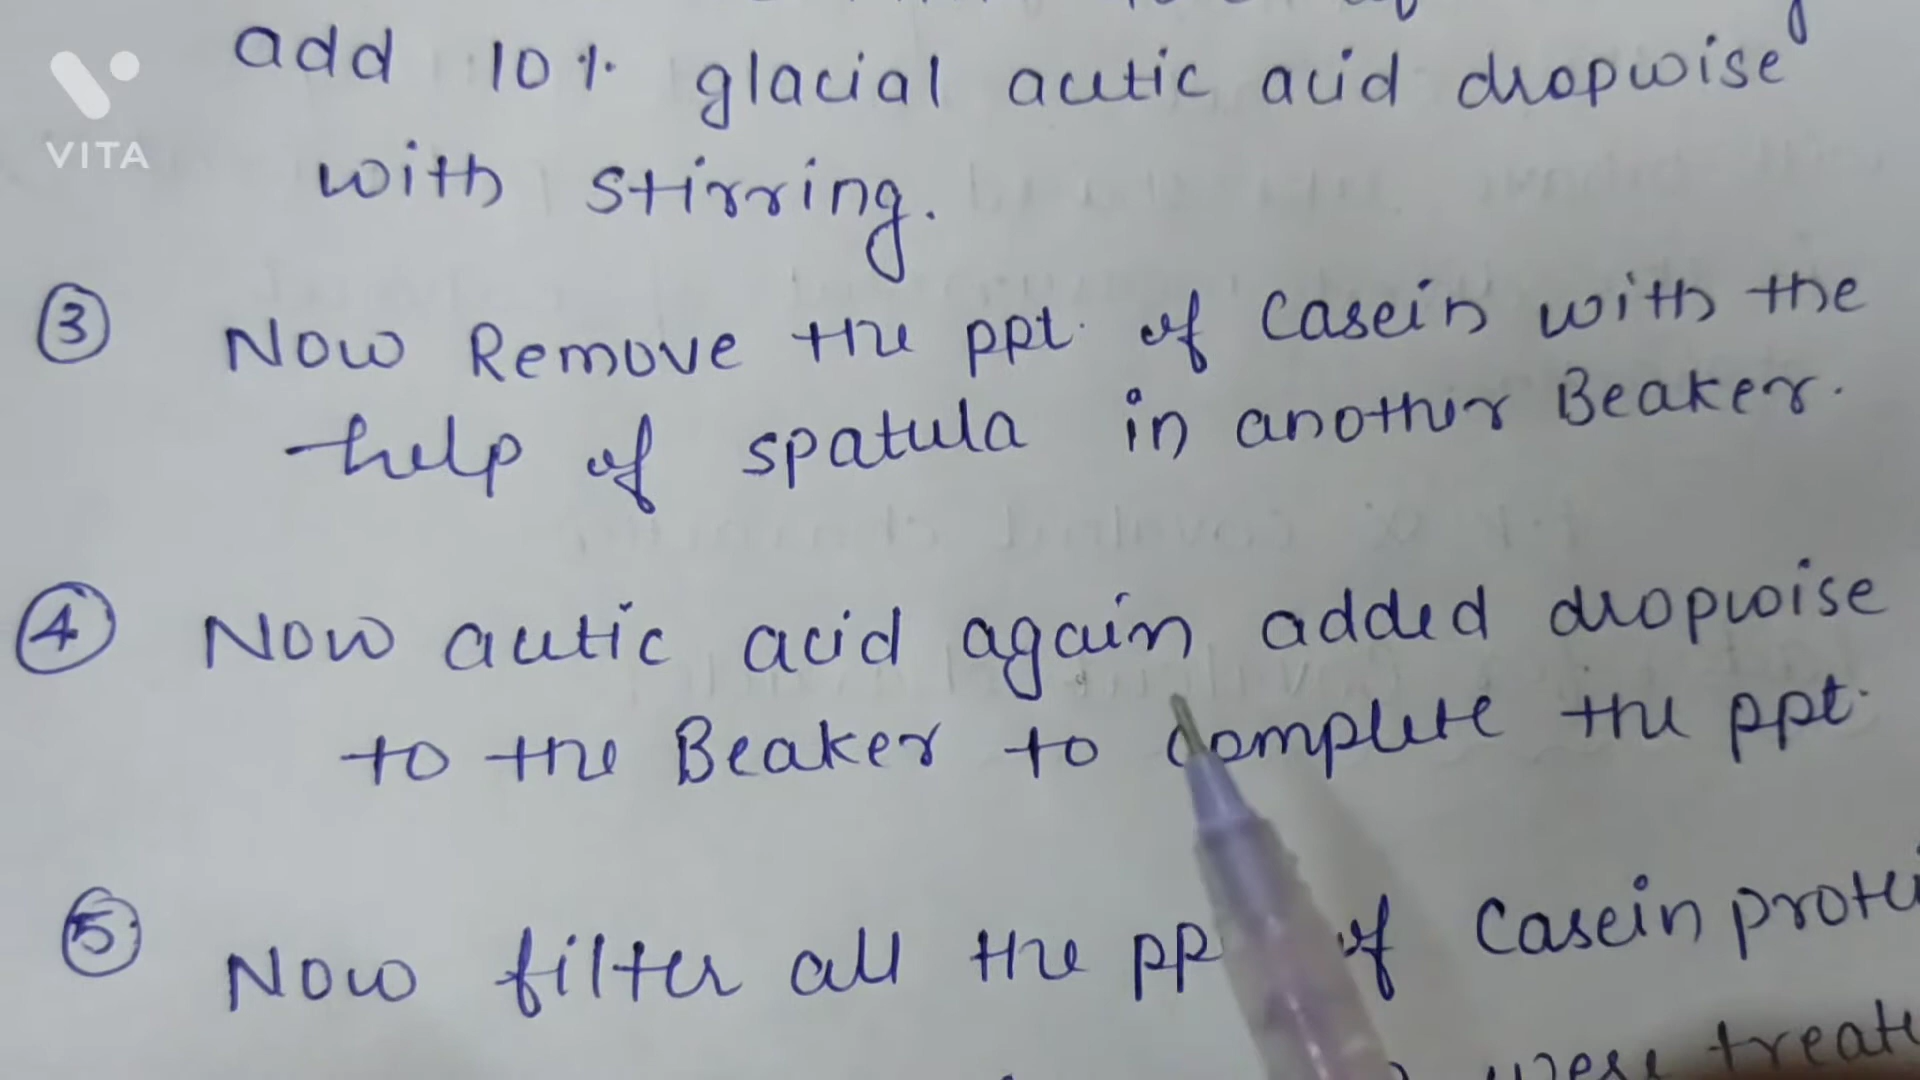 add 10% glacial acetic acid dropwise
VITA
with stirring.
③ Now Remove the ppt. of Casein with the
help of spatula in another Beaker.
④ Now acetic acid again added dropwise
to the Beaker to complete the ppt.
⑤ Now filter all the of Casein
were